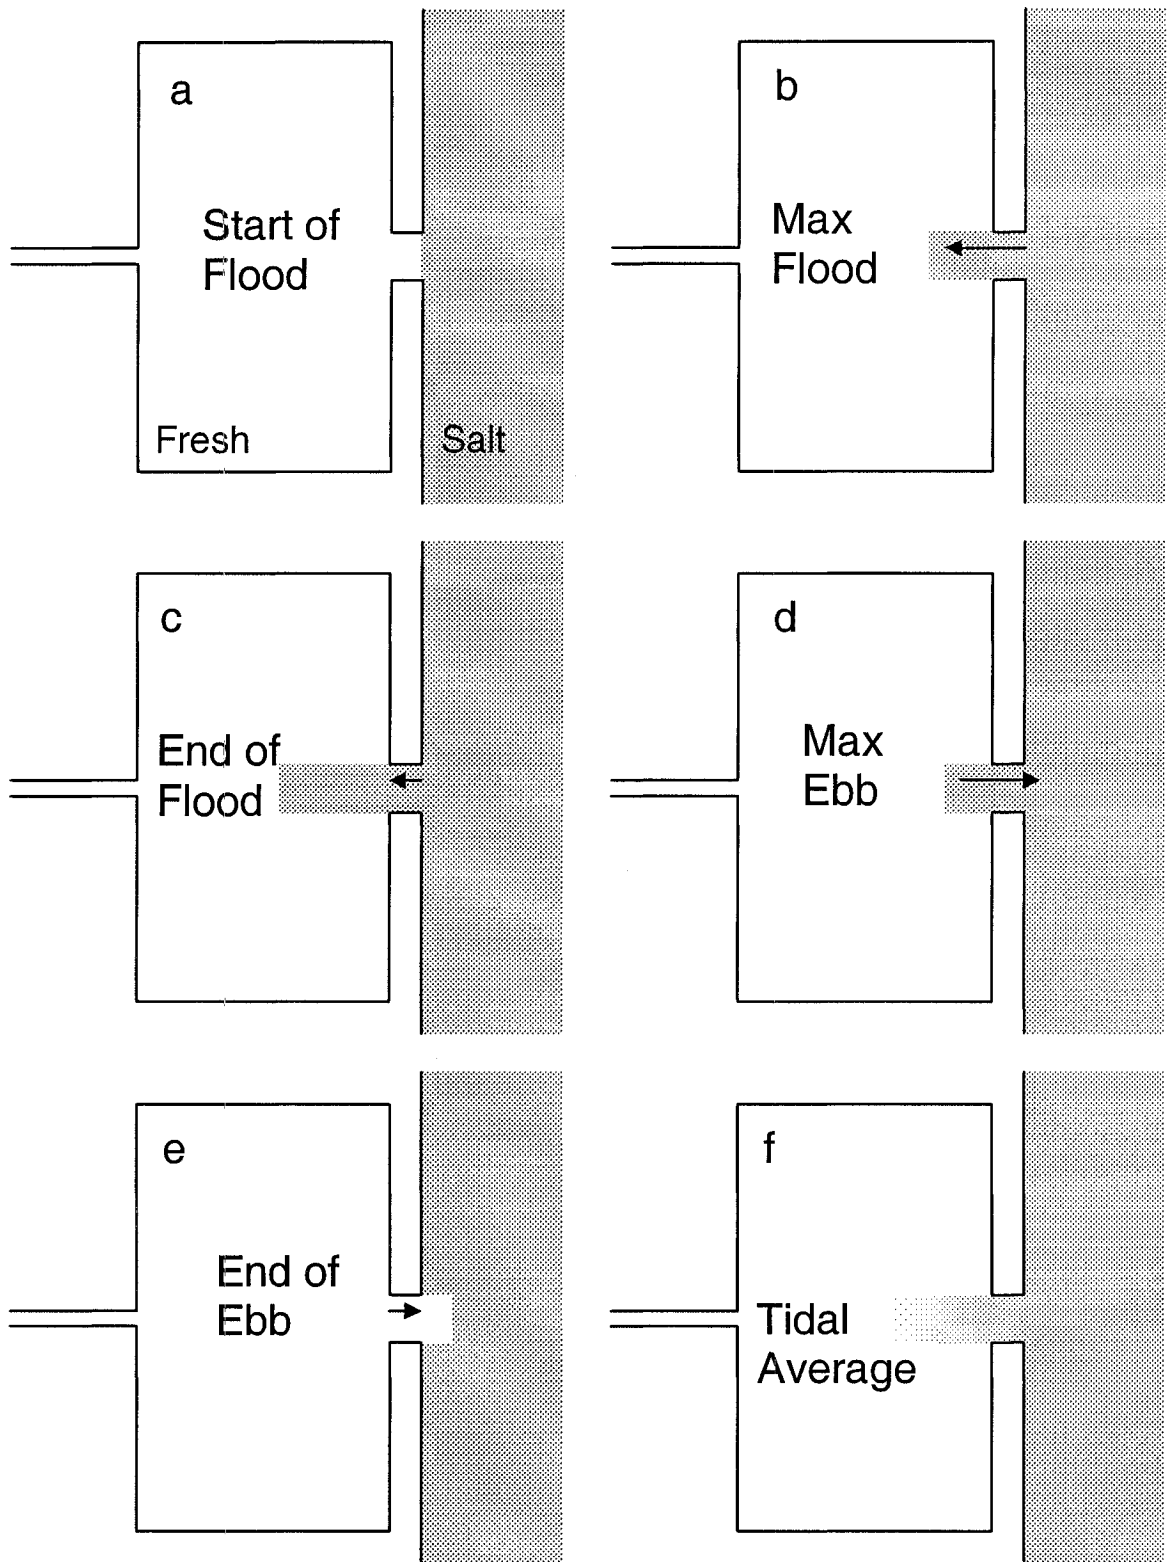 a
Start of
Flood
Fresh
Salt
b
Max
Flood
c
End of
Flood
d
Max
Ebb
e
End of
Ebb
f
Tidal
Average